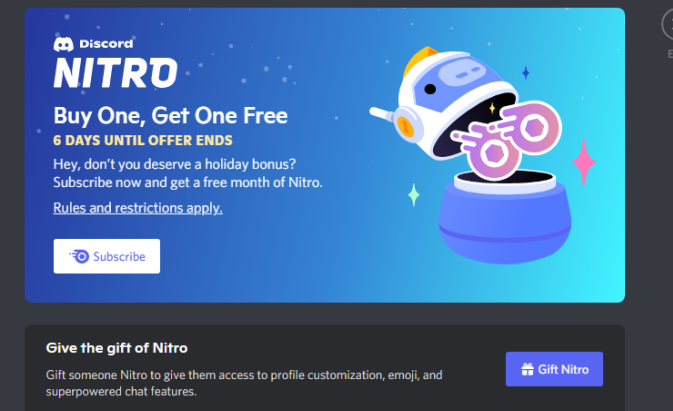 Discord
NITRO
Buy One, Get One Free
6 DAYS UNTIL OFFER ENDS
Hey, don't you deserve a holiday bonus?
Subscribe now and get a free month of Nitro.
Rules and restrictions apply.
Subscribe
Give the gift of Nitro
Gift someone Nitro to give them access to profile customization, emoji, and
superpowered chat features.
Gift Nitro